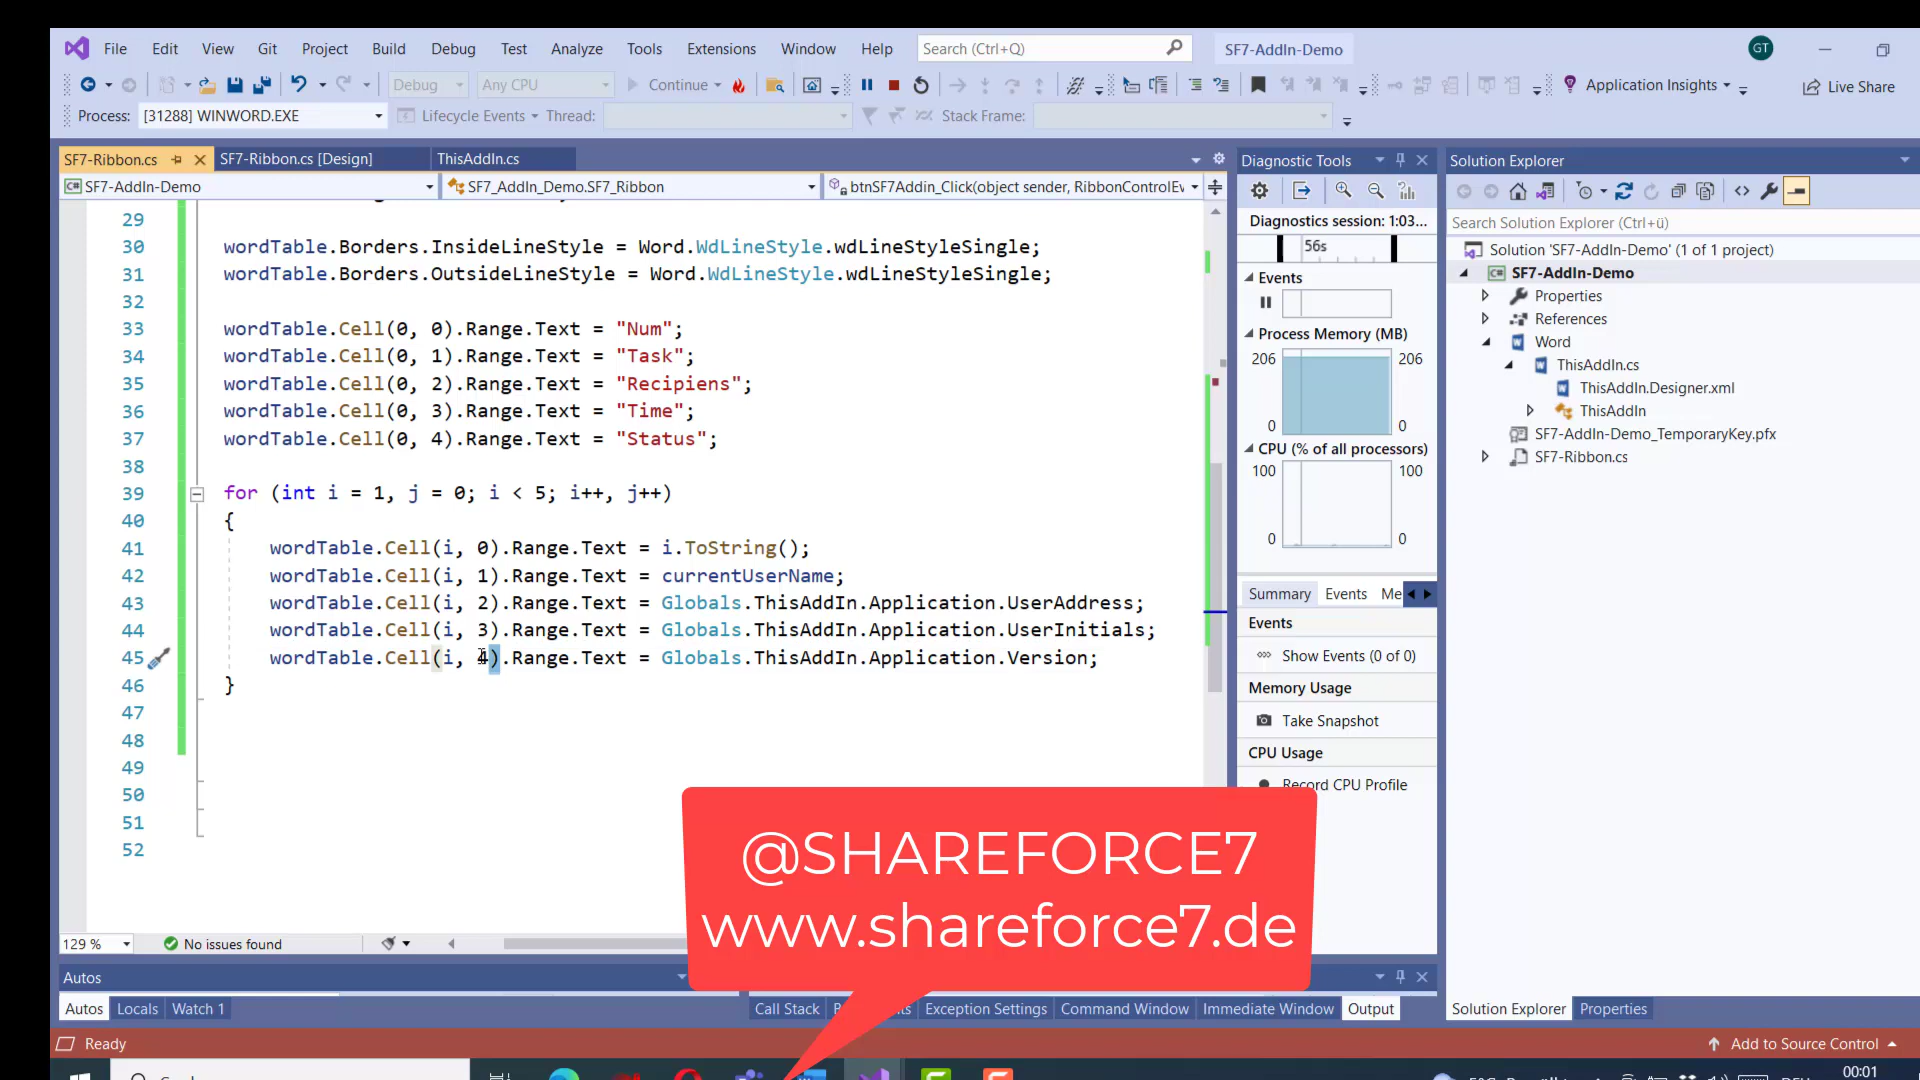 File Edit View Git Project Build Debug Test Analyze Tools Extensions Window Help Search (Ctrl+Q) SF7-AddIn-Demo GT
Debug Any CPU Continue Application Insights Live Share
Process: [31288] WINWORD.EXE Lifecycle Events Thread: Stack Frame:
SF7-Ribbon.cs SF7-Ribbon.cs [Design] ThisAddIn.cs
SF7-AddIn-Demo SF7_AddIn_Demo.SF7_Ribbon btnSF7Addin_Click(object sender, RibbonControlEv
29
30 wordTable.Borders.InsideLineStyle = Word.WdLineStyle.wdLineStyleSingle;
31 wordTable.Borders.OutsideLineStyle = Word.WdLineStyle.wdLineStyleSingle;
32
33 wordTable.Cell(0, 0).Range.Text = "Num";
34 wordTable.Cell(0, 1).Range.Text = "Task";
35 wordTable.Cell(0, 2).Range.Text = "Recipiens";
36 wordTable.Cell(0, 3).Range.Text = "Time";
37 wordTable.Cell(0, 4).Range.Text = "Status";
38
39 for (int i = 1, j = 0; i < 5; i++, j++)
40 {
41 wordTable.Cell(i, 0).Range.Text = i.ToString();
42 wordTable.Cell(i, 1).Range.Text = currentUserName;
43 wordTable.Cell(i, 2).Range.Text = Globals.ThisAddIn.Application.UserAddress;
44 wordTable.Cell(i, 3).Range.Text = Globals.ThisAddIn.Application.UserInitials;
45 wordTable.Cell(i, 4).Range.Text = Globals.ThisAddIn.Application.Version;
46 }
47
48
49
50
51
52
129 % No issues found
Diagnostic Tools
Diagnostics session: 1:03...
56s
Events
Process Memory (MB)
206 206
0 0
CPU (% of all processors)
100 100
0 0
Summary Events Me
Events
Show Events (0 of 0)
Memory Usage
Take Snapshot
CPU Usage
Record CPU Profile
Solution Explorer
Search Solution Explorer (Ctrl+ü)
Solution 'SF7-AddIn-Demo' (1 of 1 project)
SF7-AddIn-Demo
Properties
References
Word
ThisAddIn.cs
ThisAddIn.Designer.xml
ThisAddIn
SF7-AddIn-Demo_TemporaryKey.pfx
SF7-Ribbon.cs
@SHAREFORCE7
www.shareforce7.de
Autos
Autos Locals Watch 1 Call Stack Exception Settings Command Window Immediate Window Output
Solution Explorer Properties
Ready Add to Source Control
00:01